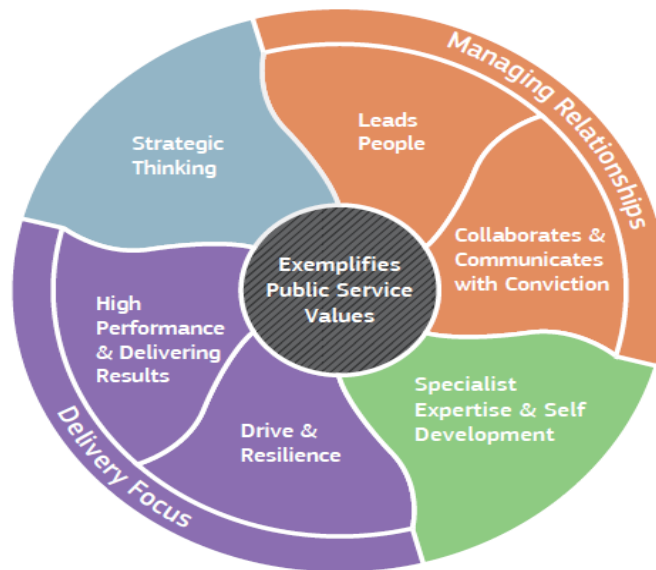 Managing Relationships
Strategic
Thinking
Leads
People
Collaborates &
Communicates
with Conviction
Exemplifies
Public Service
Values
High
Performance
& Delivering
Results
Specialist
Expertise & Self
Development
Drive &
Resilience
Delivery Focus